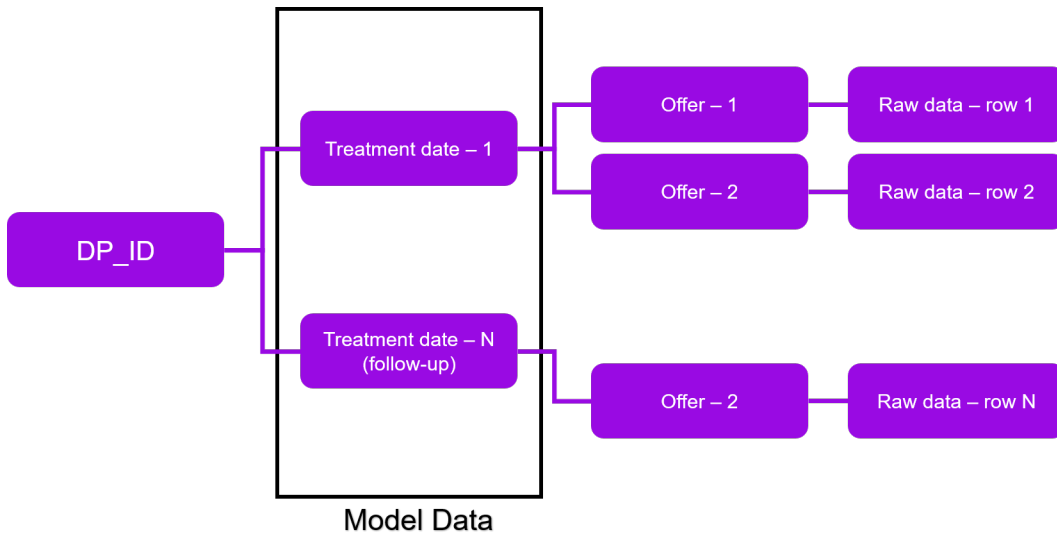 DP_ID
Treatment date – 1
Treatment date – N
(follow-up)
Model Data
Offer – 1
Raw data – row 1
Offer – 2
Raw data – row 2
Offer – 2
Raw data – row N